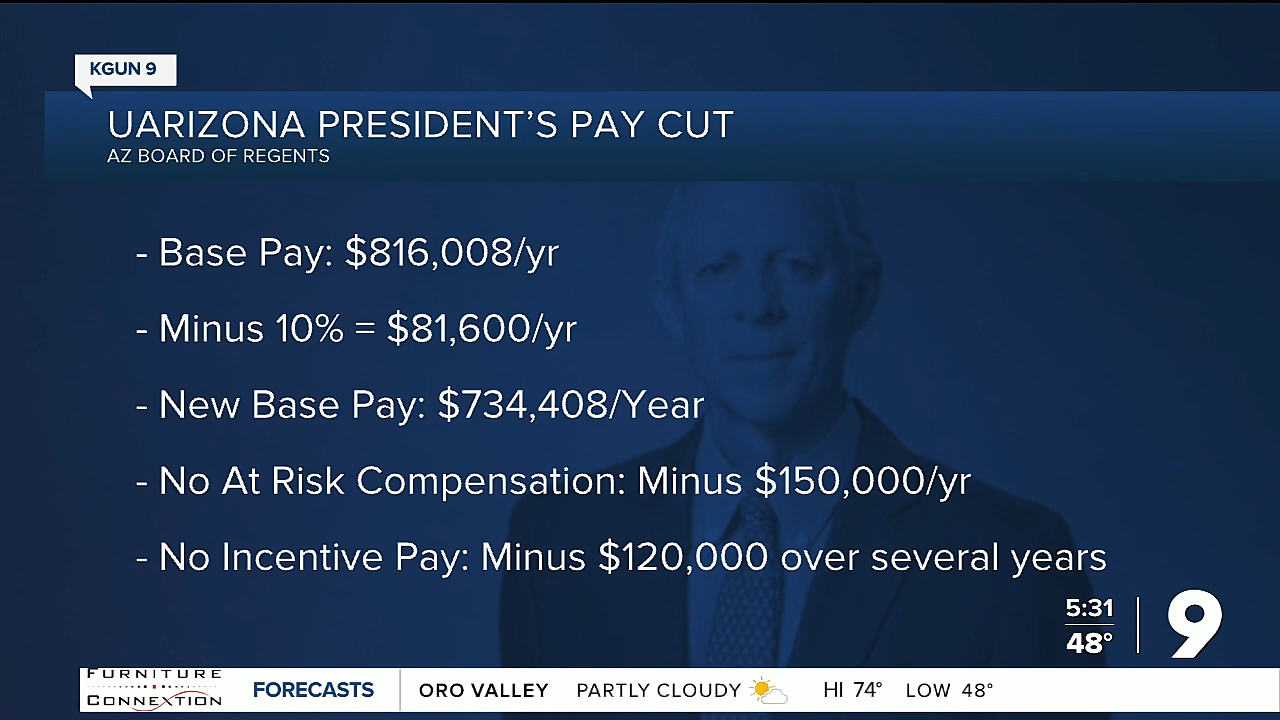 KGUN 9
UARIZONA PRESIDENT'S PAY CUT
AZ BOARD OF REGENTS
- Base Pay: $816,008/yr
- Minus 10% = $81,600/yr
- New Base Pay: $734,408/Year
- No At Risk Compensation: Minus $150,000/yr
- No Incentive Pay: Minus $120,000 over several years
5:31
48°
9
FURNITURE
CONNEXTION
FORECASTS ORO VALLEY PARTLY CLOUDY HI 74° LOW 48°